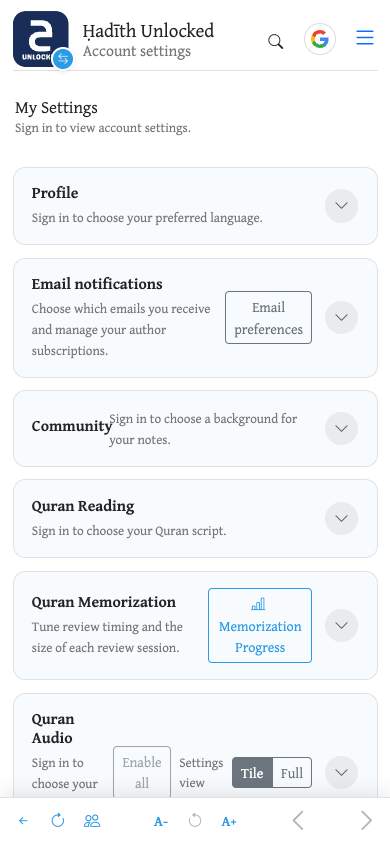 UNLOCK
Ḥadīth Unlocked
Account settings
My Settings
Sign in to view account settings.
Profile
Sign in to choose your preferred language.
Email notifications
Choose which emails you receive
and manage your author
subscriptions.
Email
preferences
Community
Sign in to choose a background for
your notes.
Quran Reading
Sign in to choose your Quran script.
Quran Memorization
Tune review timing and the
size of each review session.
Memorization
Progress
Quran
Audio
Sign in to
choose your
Enable
all
Settings
view
Tile
Full
A-
A+